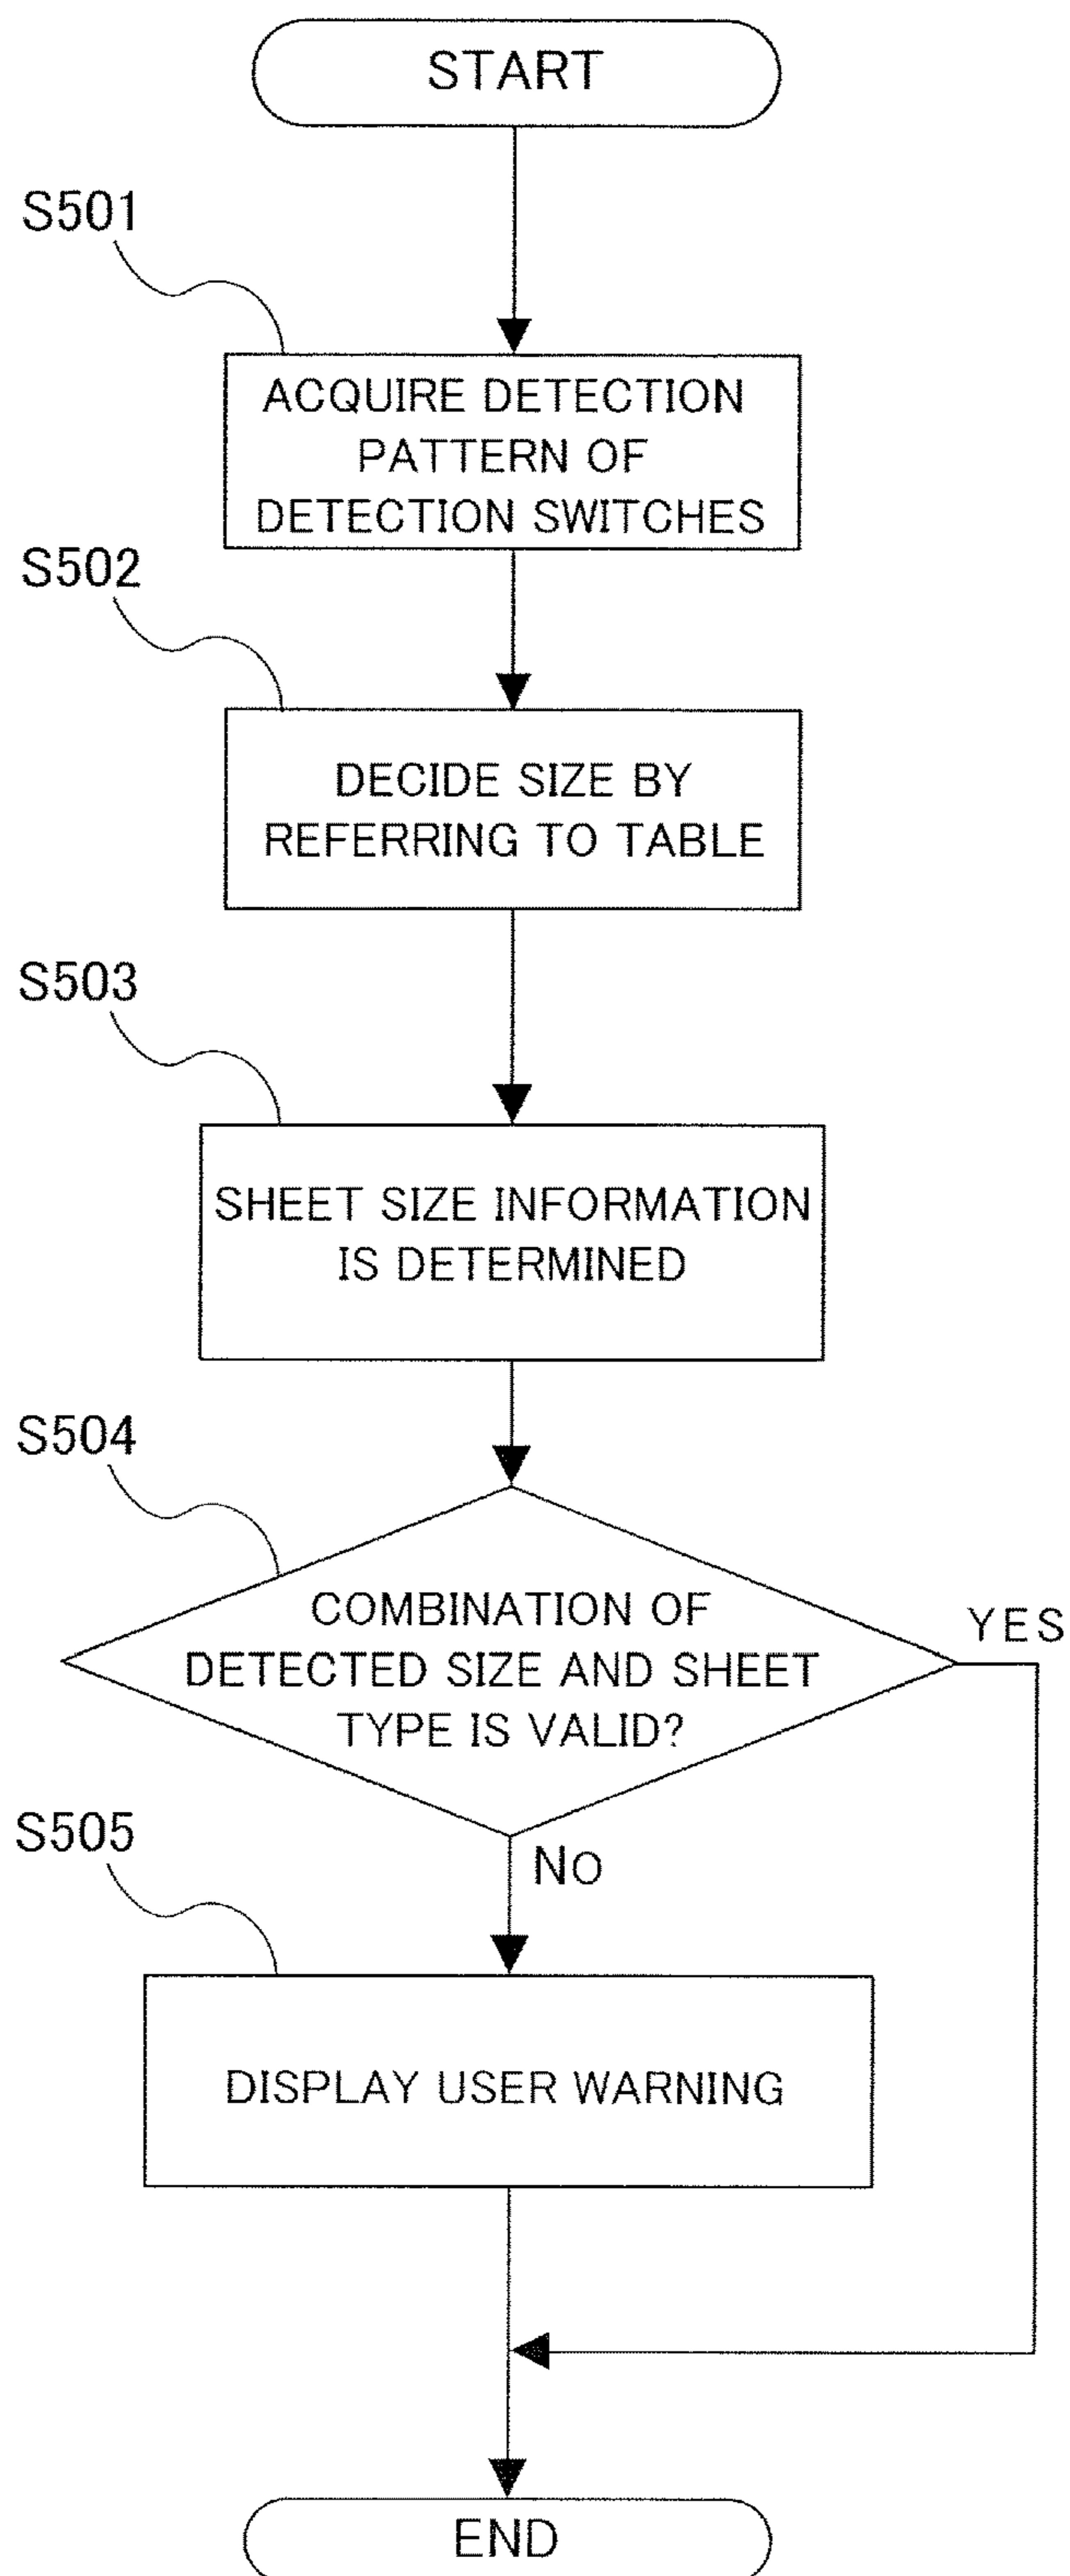 START
S501
ACQUIRE DETECTION
PATTERN OF
DETECTION SWITCHES
S502
DECIDE SIZE BY
REFERRING TO TABLE
S503
SHEET SIZE INFORMATION
IS DETERMINED
S504
COMBINATION OF
DETECTED SIZE AND SHEET
TYPE IS VALID?
YES
NO
S505
DISPLAY USER WARNING
END